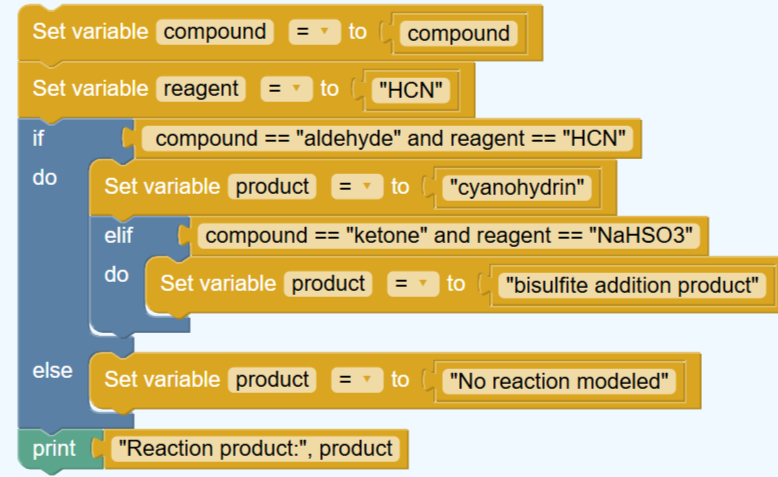 Set variable compound = to compound
Set variable reagent = to "HCN"
if compound == "aldehyde" and reagent == "HCN"
do Set variable product = to "cyanohydrin"
elif compound == "ketone" and reagent == "NaHSO3"
do Set variable product = to "bisulfite addition product"
else Set variable product = to "No reaction modeled"
print "Reaction product:", product